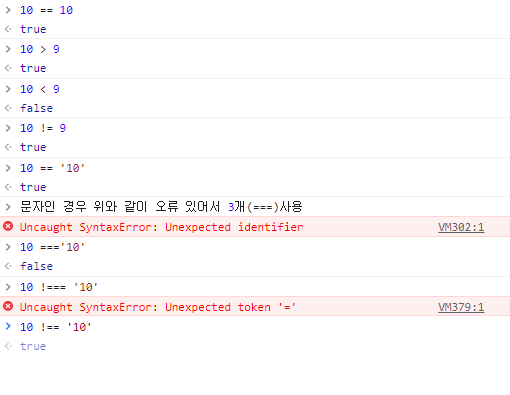 10 == 10
true
10 > 9
true
10 < 9
false
10 != 9
true
10 == '10'
true
문자인 경우 위와 같이 오류 있어서 3개(===)사용
Uncaught SyntaxError: Unexpected identifier VM302:1
10 ==='10'
false
10 !=== '10'
Uncaught SyntaxError: Unexpected token '=' VM379:1
10 !== '10'
true